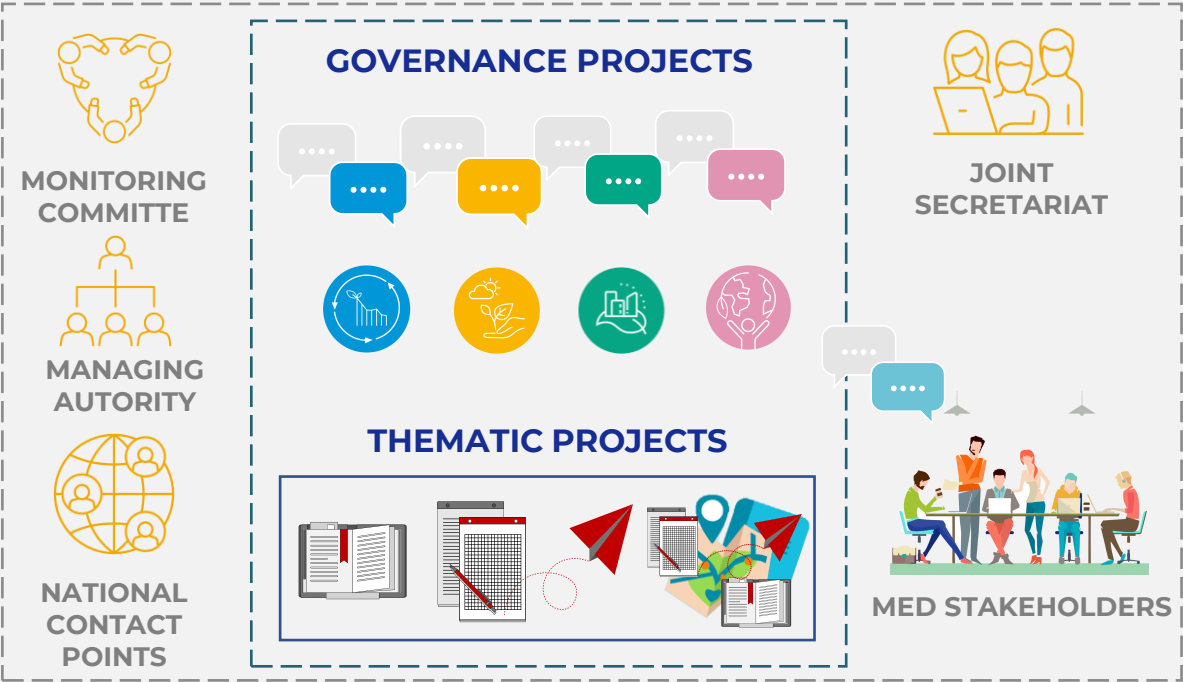 GOVERNANCE PROJECTS
MONITORING
COMMITTE
MANAGING
AUTORITY
NATIONAL
CONTACT
POINTS
THEMATIC PROJECTS
JOINT
SECRETARIAT
MED STAKEHOLDERS